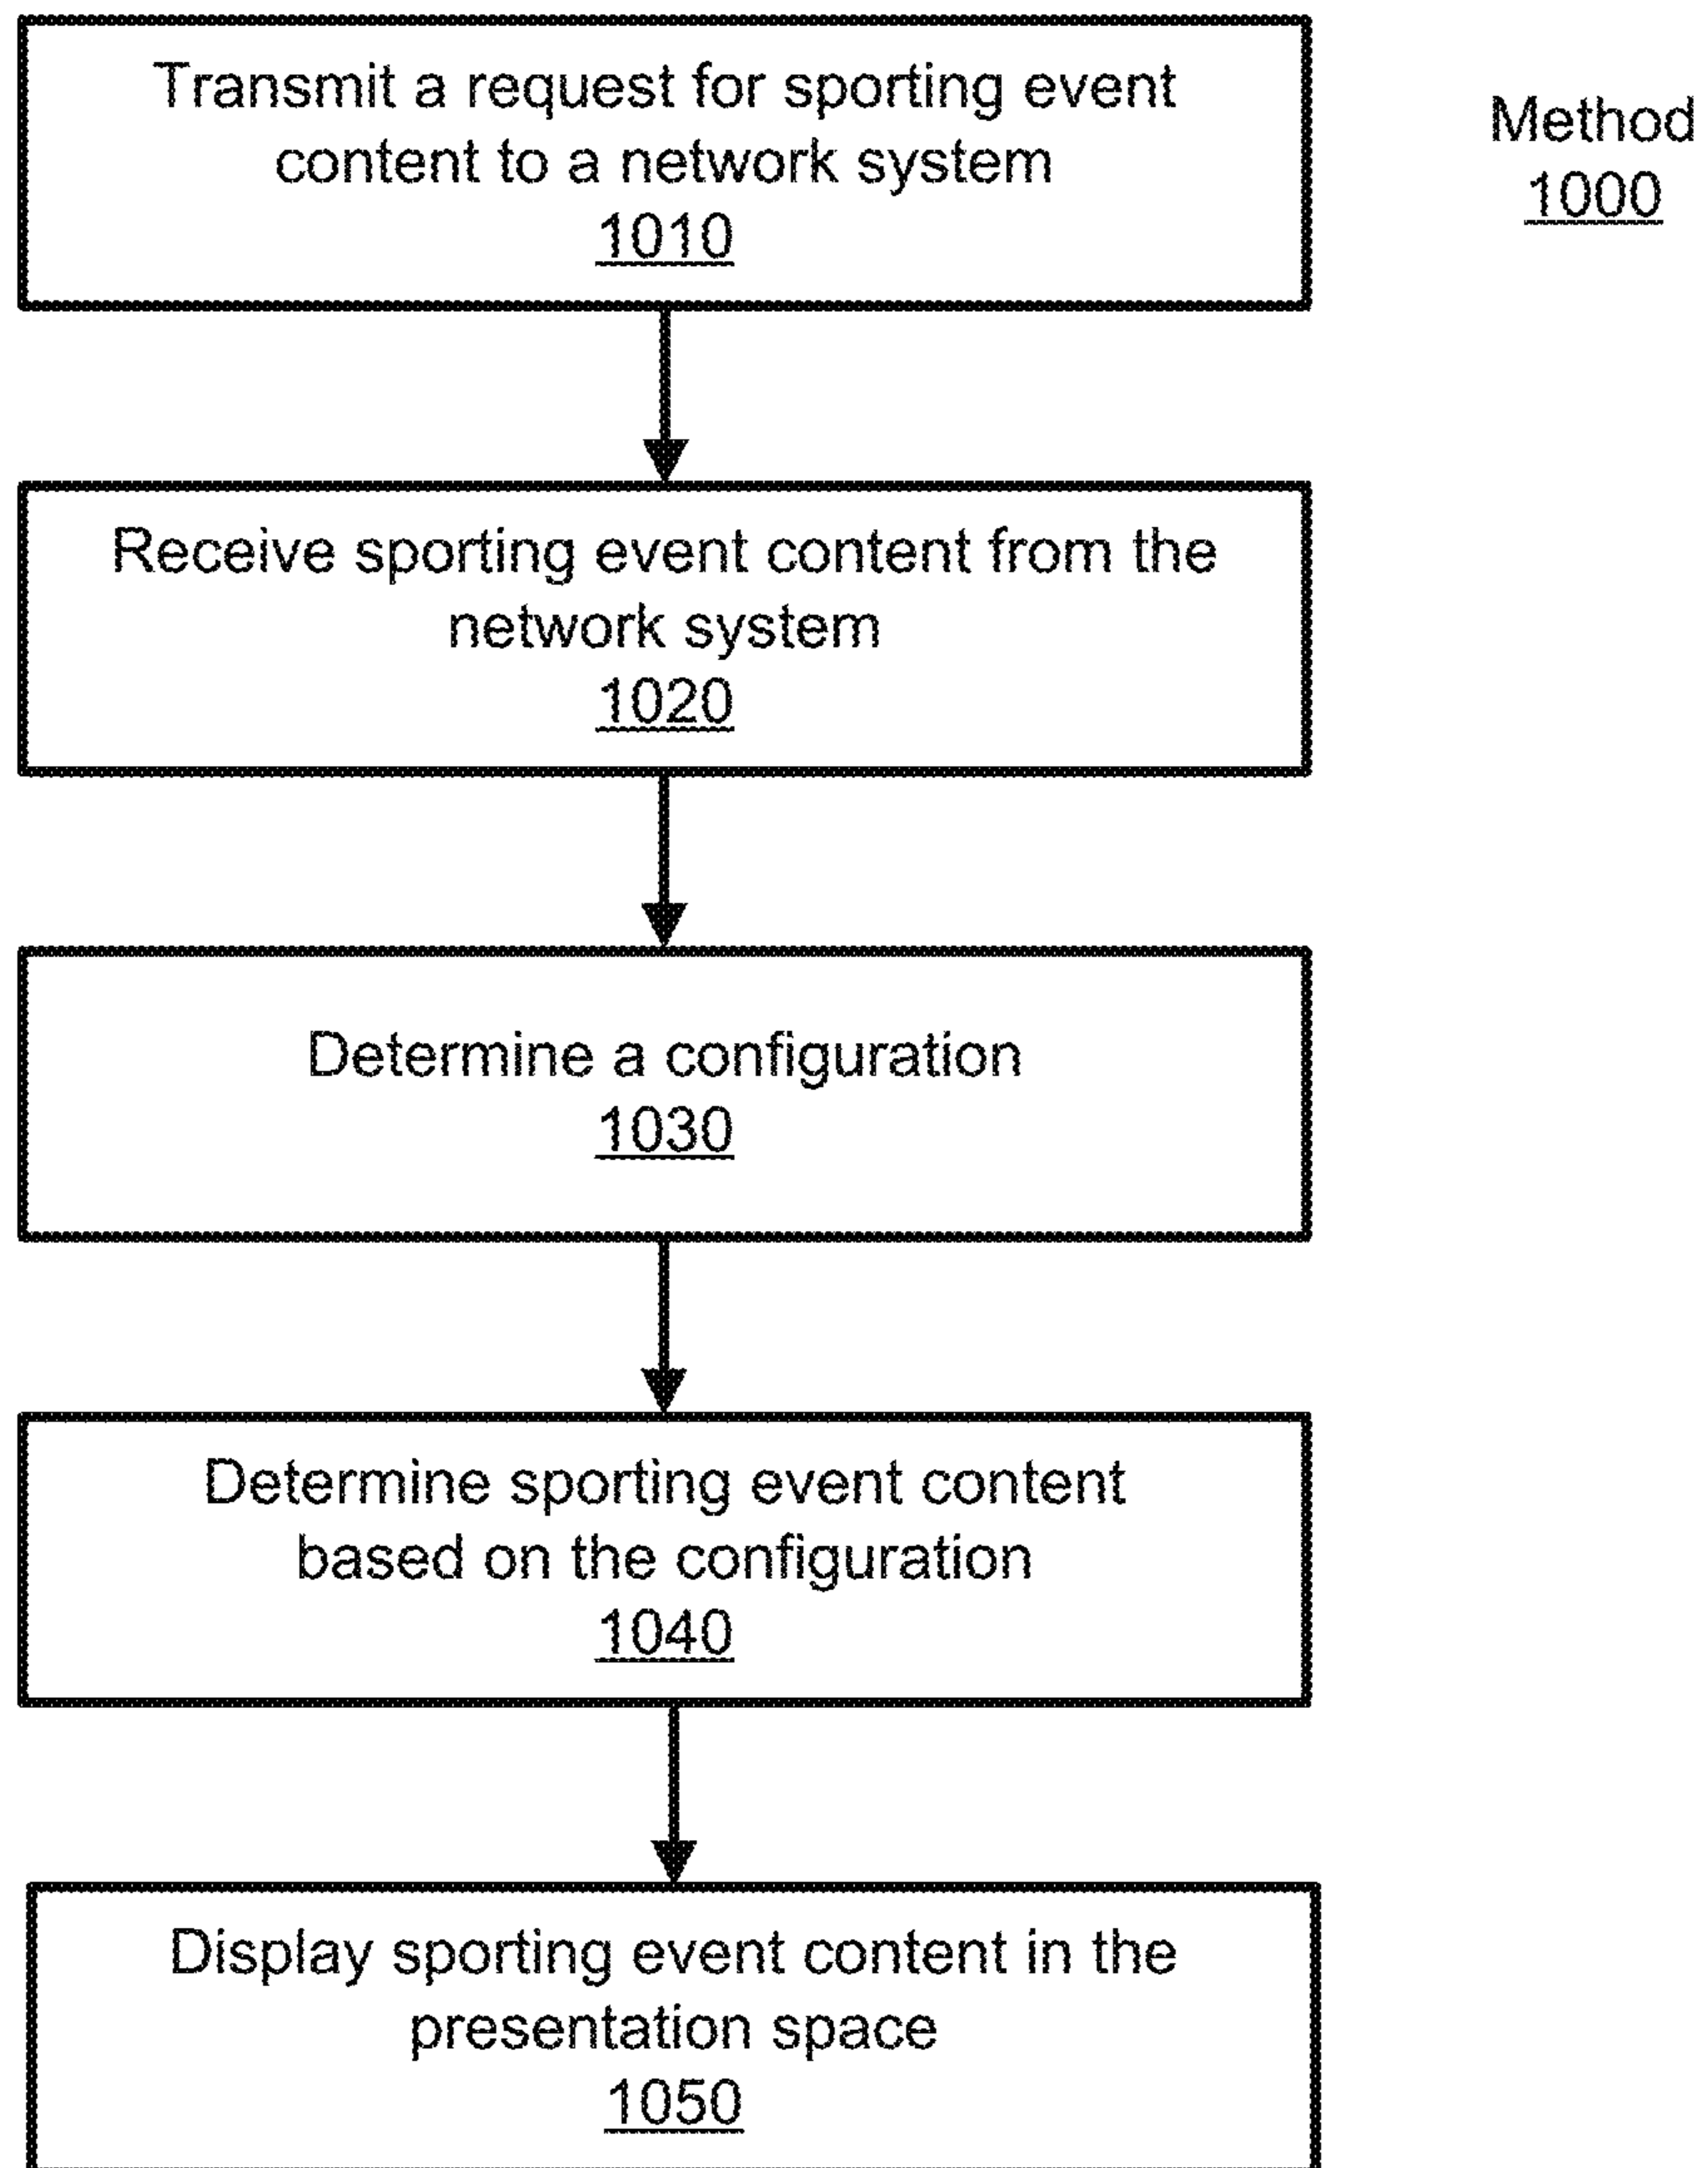 Transmit a request for sporting event
content to a network system
1010
Method
1000
Receive sporting event content from the
network system
1020
Determine a configuration
1030
Determine sporting event content
based on the configuration
1040
Display sporting event content in the
presentation space
1050